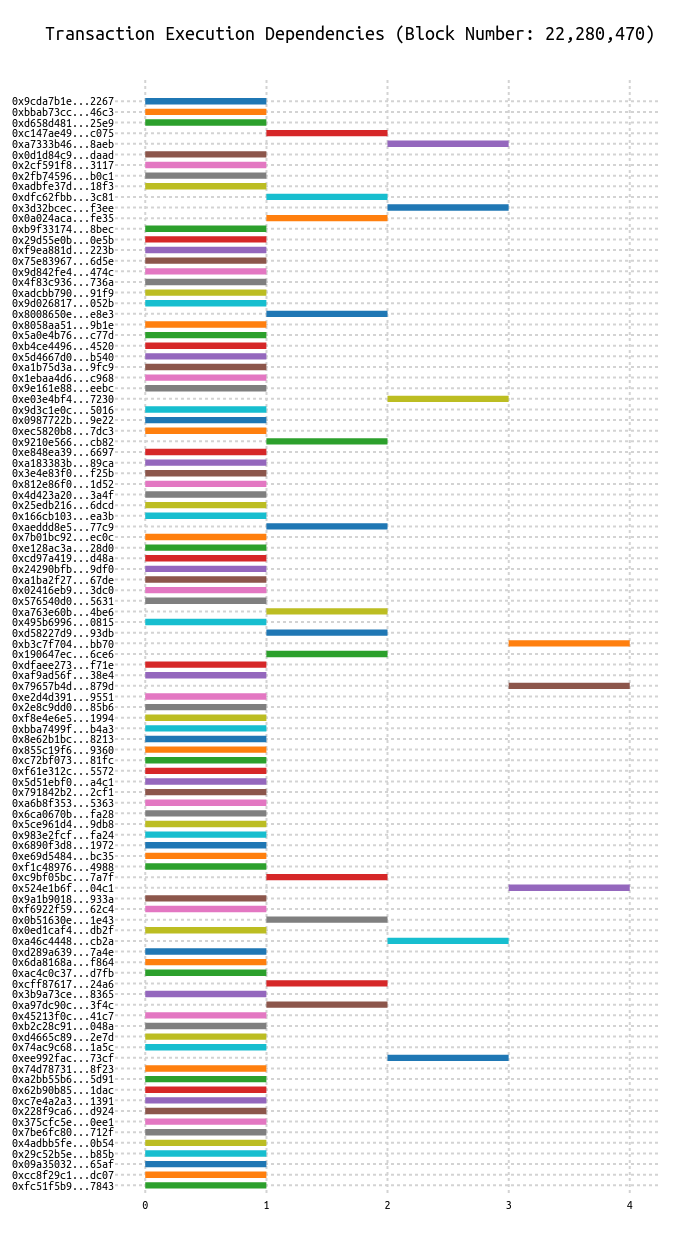 Transaction Execution Dependencies (Block Number: 22,280,470)
0x9cda7b1e...2267
0xbbab73cc...46c3
0xd658d481...25e9
0xc147ae49...c075
0xa7333b46...8aeb
0x0d1d84c9...daad
0x2cf591f8...3117
0x2fb74596...b0c1
0xadbfe37d...18f3
0xdfc62fbb...3c81
0x3d32bcec...f3ee
0x0a024aca...fe35
0xb9f33174...8bec
0x29d55e0b...0e5b
0xf9ea881d...223b
0x75e83967...6d5e
0x9d842fe4...474c
0x4f83c936...736a
0xadcbb790...91f9
0x9d026817...052b
0x8008650e...e8e3
0x8058aa51...9b1e
0x5a0e4b76...c77d
0xb4ce4496...4520
0x5d4667d0...b540
0xa1b75d3a...9fc9
0x1ebaa4d6...c968
0x9e161e88...eebc
0xe03e4bf4...7230
0x9d3c1e0c...5016
0x0987722b...9e22
0xec5820b8...7dc3
0x9210e566...cb82
0xe848ea39...6697
0xa183383b...89ca
0x3e4e83f0...f25b
0x812e86f0...1d52
0x4d423a20...3a4f
0x25edb216...6dcd
0x166cb103...ea3b
0xaeddd8e5...77c9
0x7b01bc92...ec0c
0xe128ac3a...28d0
0xcd97a419...d48a
0x24290bfb...9df0
0xa1ba2f27...67de
0x02416eb9...3dc0
0x576540d0...5631
0xa763e60b...4be6
0x495b6996...0815
0xd58227d9...93db
0xb3c7f704...bb70
0x190647ec...6ce6
0xdfaee273...f71e
0xaf9ad56f...38e4
0x79657b4d...879d
0xe2d4d391...9551
0x2e8c9dd0...85b6
0xf8e4e6e5...1994
0xbba7499f...b4a3
0x8e62b1bc...8213
0x855c19f6...9360
0xc72bf073...81fc
0xf61e312c...5572
0x5d51ebf0...a4c1
0x791842b2...2cf1
0xa6b8f353...5363
0x6ca0670b...fa28
0x5ce961d4...9db8
0x983e2fcf...fa24
0x6890f3d8...1972
0xe69d5484...bc35
0xf1c48976...4988
0xc9bf05bc...7a7f
0x524e1b6f...04c1
0x9a1b9018...933a
0xf6922f59...62c4
0x0b51630e...1e43
0x0ed1caf4...db2f
0xa46c4448...cb2a
0xd289a639...7a4e
0x6da8168a...f864
0xac4c0c37...d7fb
0xcff87617...24a6
0x3b9a73ce...8365
0xa97dc90c...3f4c
0x45213f0c...41c7
0xb2c28c91...048a
0xd4665c89...2e7d
0x74ac9c68...1a5c
0xee992fac...73cf
0x74d78731...8f23
0xa2bb55b6...5d91
0x62b90b85...1dac
0xc7e4a2a3...1391
0x228f9ca6...d924
0x375cfc5e...0ee1
0x7be6fc80...712f
0x4adbb5fe...0b54
0x29c52b5e...b85b
0x09a35032...65af
0xcc8f29c1...dc07
0xfc51f5b9...7843
0 1 2 3 4